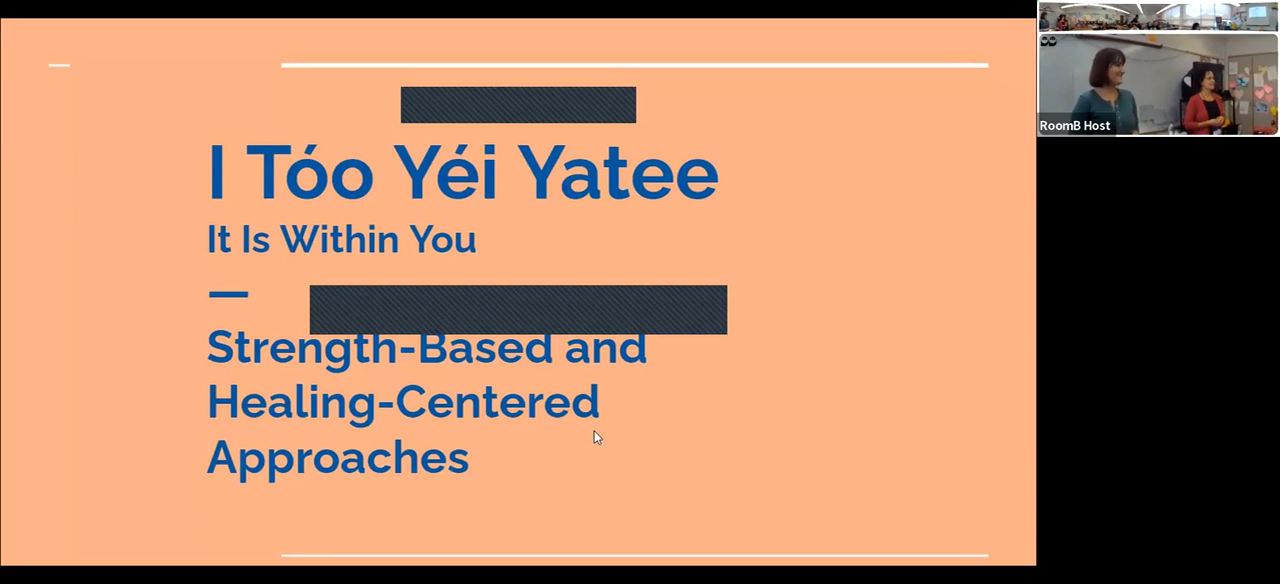 I Tóo Yéi Yatee
It Is Within You
Strength-Based and
Healing-Centered
Approaches
RoomB Host